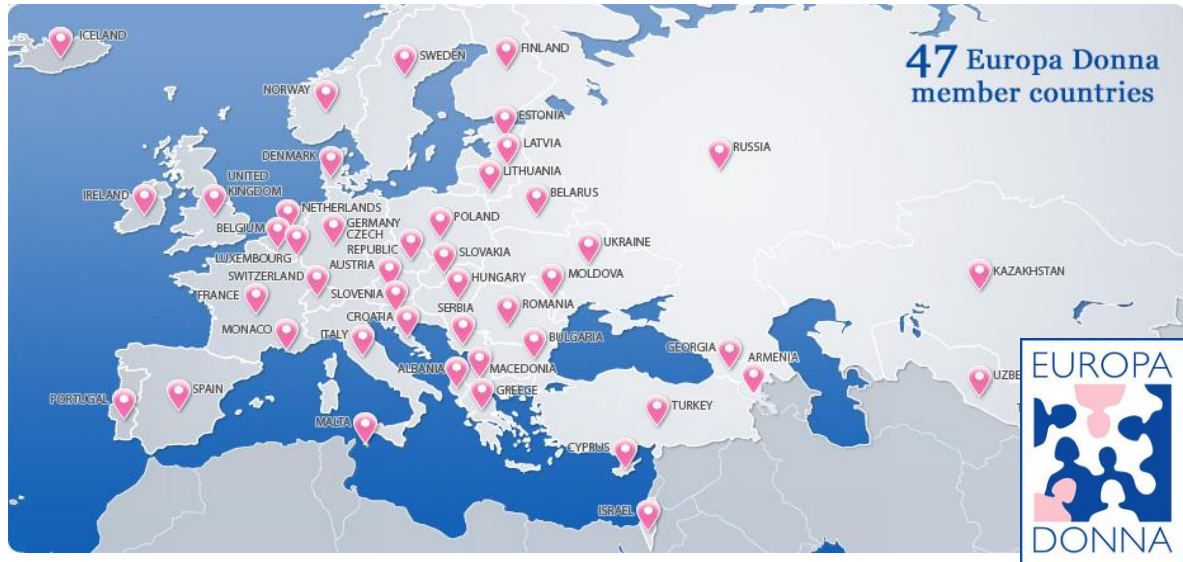 ICELAND
SWEDEN
FINLAND
47 Europa Donna
member countries
NORWAY
ESTONIA
LATVIA
RUSSIA
DENMARK
LITHUANIA
UNITED
KINGDOM
IRELAND
BELARUS
NETHERLANDS
POLAND
BELGIUM
GERMANY
CZECH
REPUBLIC
UKRAINE
LUXEMBOURG
SLOVAKIA
AUSTRIA
SWITZERLAND
HUNGARY
MOLDOVA
KAZAKHSTAN
FRANCE
SLOVENIA
SERBIA
ROMANIA
CROATIA
MONACO
ITALY
BULGARIA
GEORGIA
ARMENIA
ALBANIA
MACEDONIA
UZBE
SPAIN
GREECE
PORTUGAL
TURKEY
MALTA
CYPRUS
ISRAEL
EUROPA
DONNA